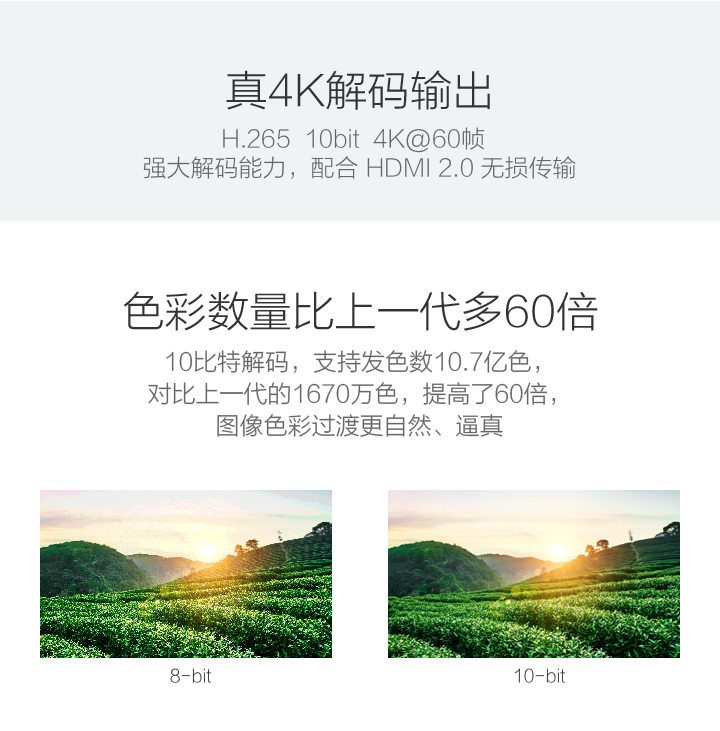 真4K解码输出
H.265 10bit 4K@60帧
强大解码能力，配合 HDMI 2.0 无损传输
色彩数量比上一代多60倍
10比特解码，支持发色数10.7亿色，
对比上一代的1670万色，提高了60倍，
图像色彩过渡更自然、逼真
8-bit
10-bit